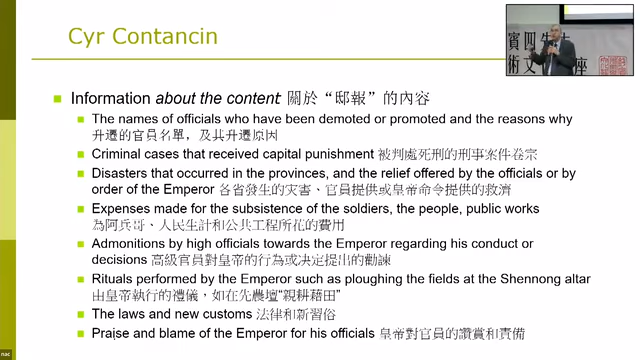 Cyr Contancin
Information about the content: 關於“邸報”的內容
The names of officials who have been demoted or promoted and the reasons why
升遷的官員名單，及其升遷原因
Criminal cases that received capital punishment 被判處死刑的刑事案件卷宗
Disasters that occurred in the provinces, and the relief offered by the officials or by
order of the Emperor 各省發生的灾害、官員提供或皇帝命令提供的救濟
Expenses made for the subsistence of the soldiers, the people, public works
為阿兵哥、人民生計和公共工程所花的費用
Admonitions by high officials towards the Emperor regarding his conduct or
decisions 高級官員對皇帝的行為或決定提出的勸諫
Rituals performed by the Emperor such as ploughing the fields at the Shennong altar
由皇帝執行的禮儀，如在先農壇“親耕藉田”
The laws and new customs 法律和新習俗
Praise and blame of the Emperor for his officials 皇帝對官員的讚賞和責備
賓四先生
術文
座
nac